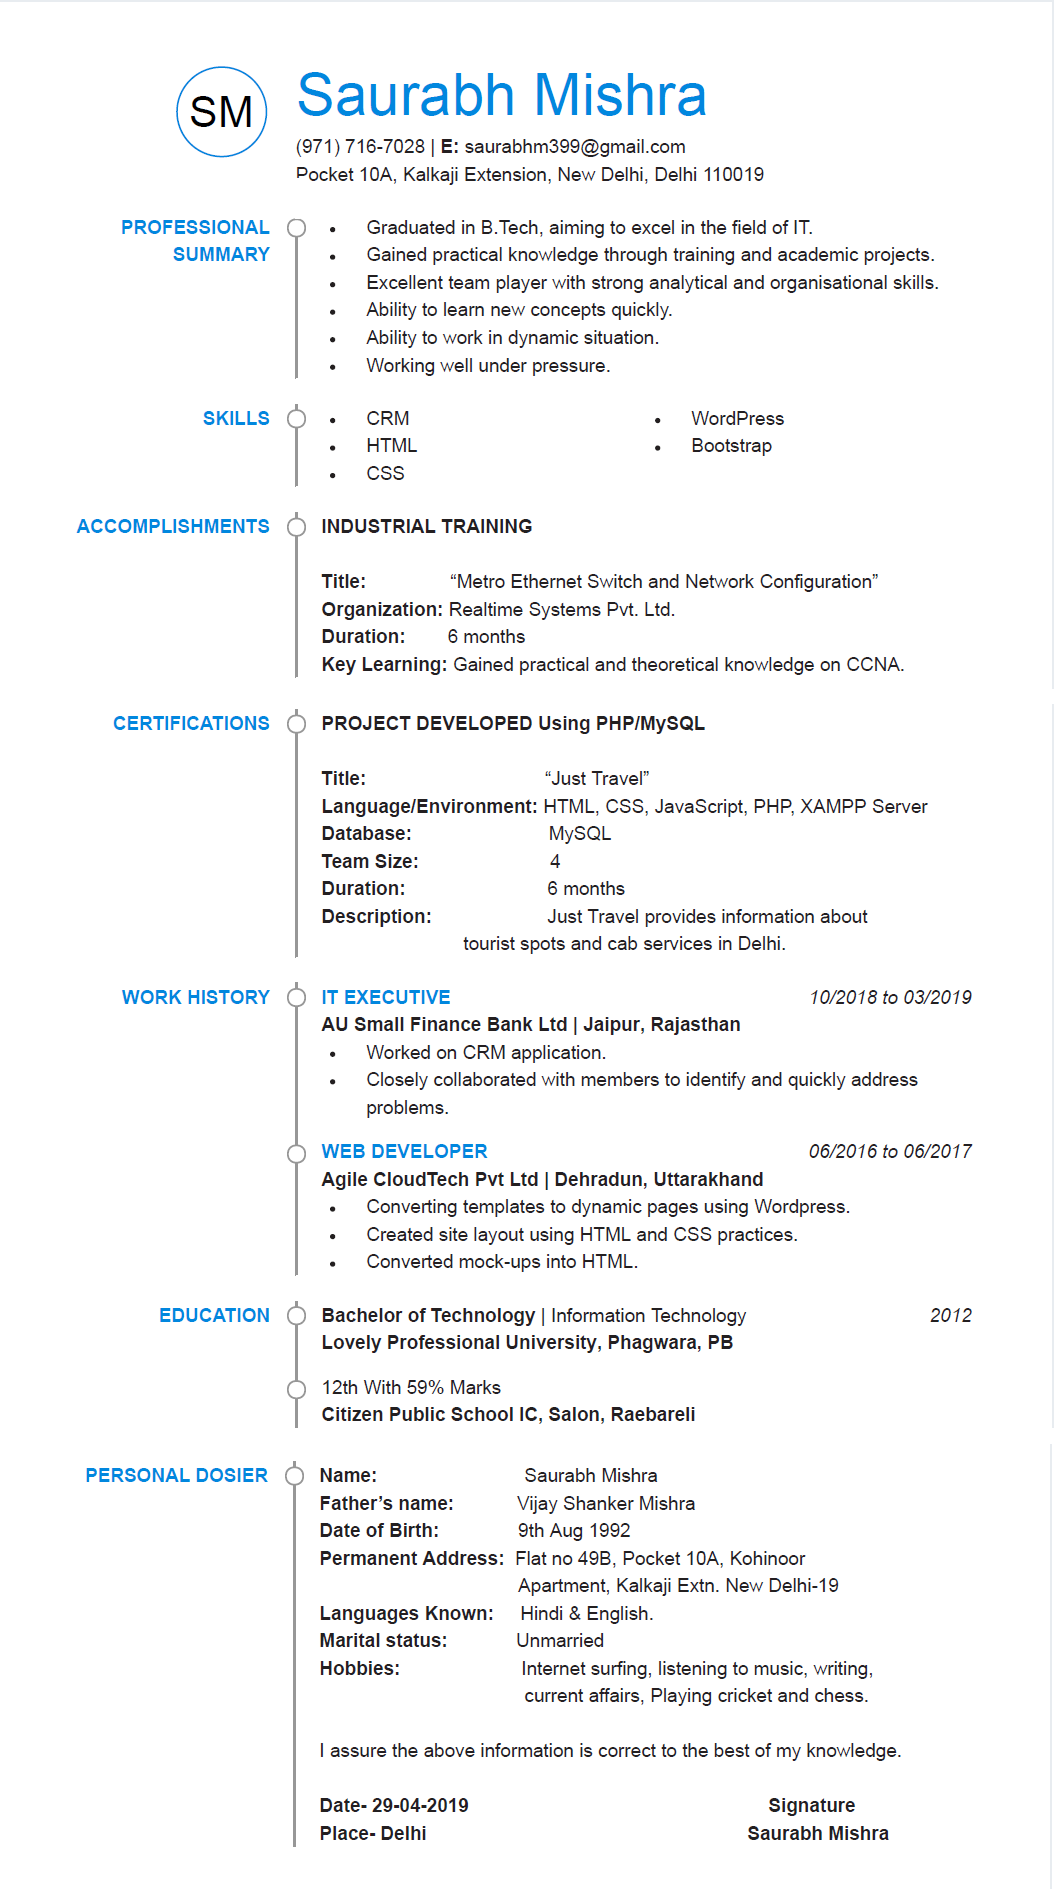 SM
Saurabh Mishra
(971) 716-7028 | E: saurabhm399@gmail.com
Pocket 10A, Kalkaji Extension, New Delhi, Delhi 110019
PROFESSIONAL
SUMMARY
• Graduated in B.Tech, aiming to excel in the field of IT.
• Gained practical knowledge through training and academic projects.
• Excellent team player with strong analytical and organisational skills.
• Ability to learn new concepts quickly.
• Ability to work in dynamic situation.
• Working well under pressure.
SKILLS
• CRM
• HTML
• CSS
• WordPress
• Bootstrap
ACCOMPLISHMENTS
INDUSTRIAL TRAINING
Title: “Metro Ethernet Switch and Network Configuration”
Organization: Realtime Systems Pvt. Ltd.
Duration: 6 months
Key Learning: Gained practical and theoretical knowledge on CCNA.
CERTIFICATIONS
PROJECT DEVELOPED Using PHP/MySQL
Title: “Just Travel”
Language/Environment: HTML, CSS, JavaScript, PHP, XAMPP Server
Database: MySQL
Team Size: 4
Duration: 6 months
Description: Just Travel provides information about
tourist spots and cab services in Delhi.
WORK HISTORY
IT EXECUTIVE 10/2018 to 03/2019
AU Small Finance Bank Ltd | Jaipur, Rajasthan
• Worked on CRM application.
• Closely collaborated with members to identify and quickly address
problems.
WEB DEVELOPER 06/2016 to 06/2017
Agile CloudTech Pvt Ltd | Dehradun, Uttarakhand
• Converting templates to dynamic pages using Wordpress.
• Created site layout using HTML and CSS practices.
• Converted mock-ups into HTML.
EDUCATION
Bachelor of Technology | Information Technology 2012
Lovely Professional University, Phagwara, PB
12th With 59% Marks
Citizen Public School IC, Salon, Raebareli
PERSONAL DOSIER
Name: Saurabh Mishra
Father’s name: Vijay Shanker Mishra
Date of Birth: 9th Aug 1992
Permanent Address: Flat no 49B, Pocket 10A, Kohinoor
Apartment, Kalkaji Extn. New Delhi-19
Languages Known: Hindi & English.
Marital status: Unmarried
Hobbies: Internet surfing, listening to music, writing,
current affairs, Playing cricket and chess.
I assure the above information is correct to the best of my knowledge.
Date- 29-04-2019 Signature
Place- Delhi Saurabh Mishra